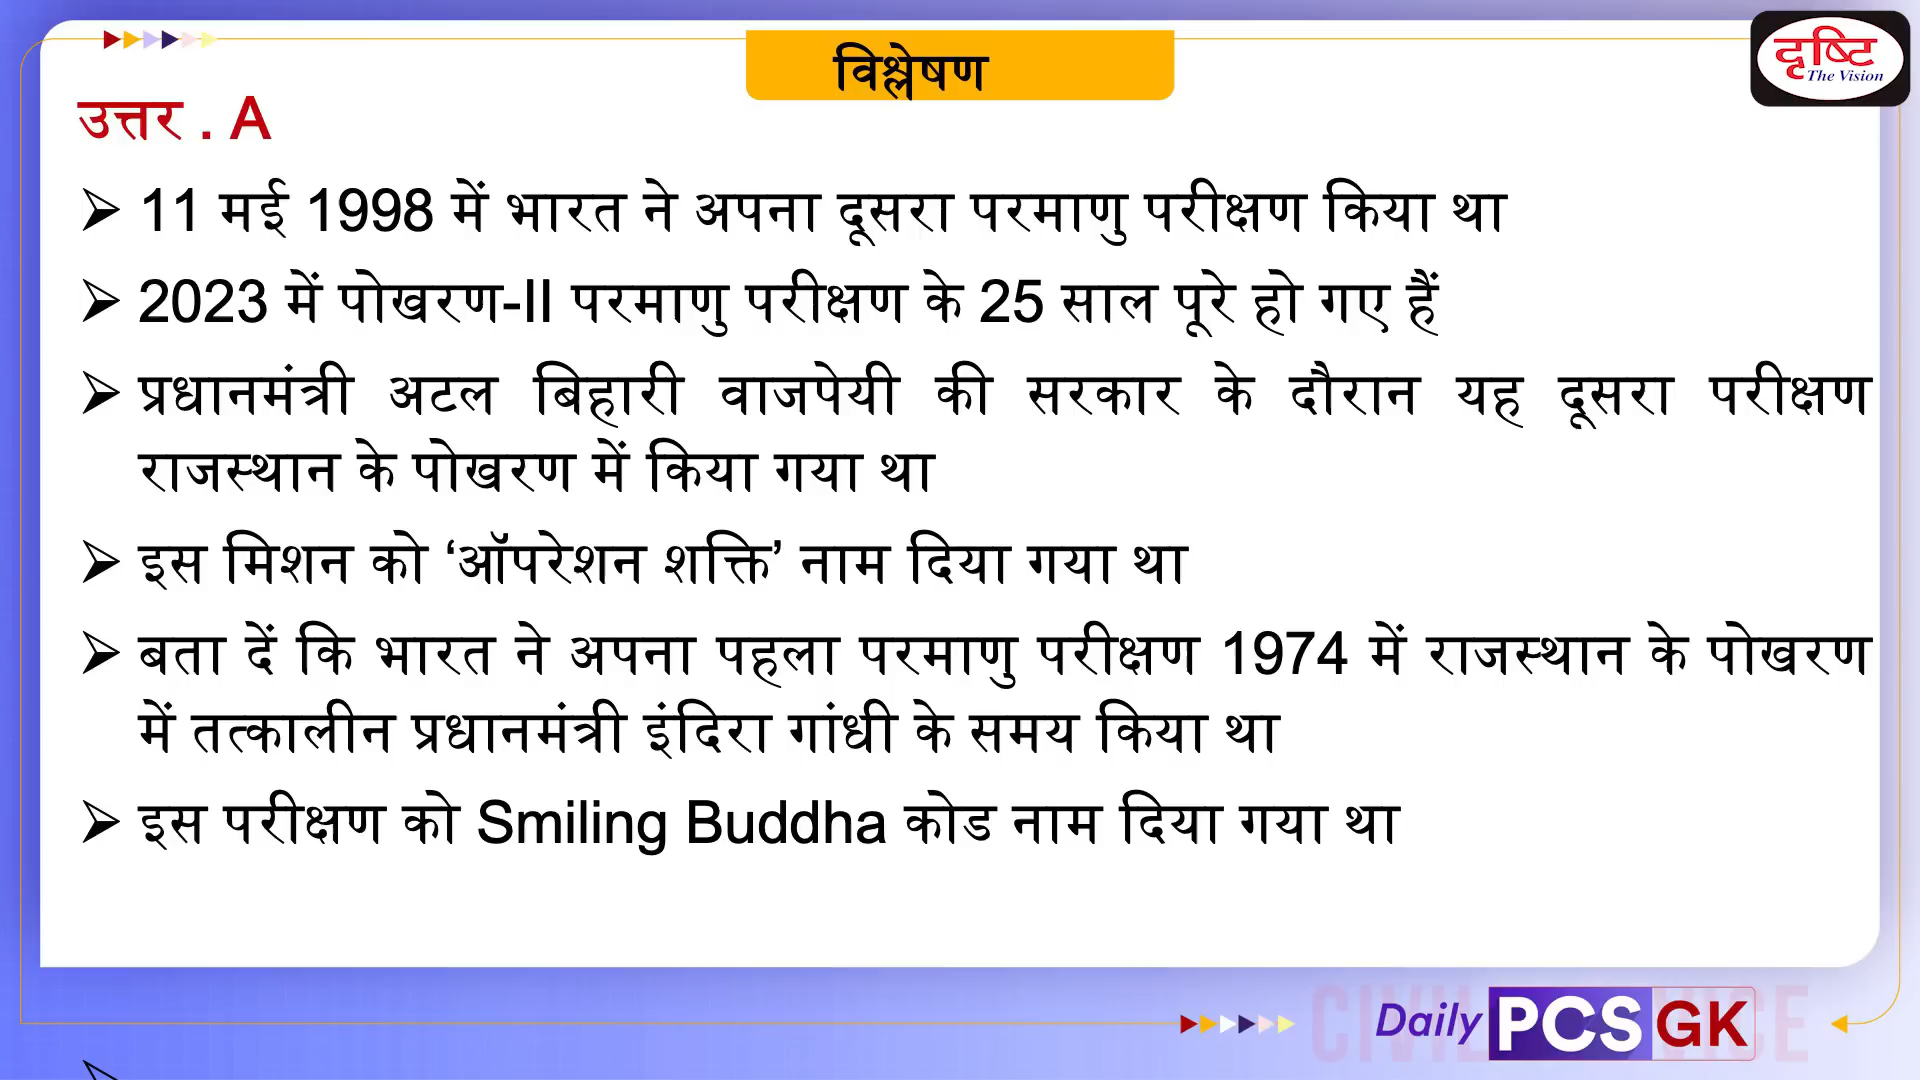 विश्लेषण
दृष्टि
The Vision
उत्तर . A
➢ 11 मई 1998 में भारत ने अपना दूसरा परमाणु परीक्षण किया था
➢ 2023 में पोखरण-II परमाणु परीक्षण के 25 साल पूरे हो गए हैं
➢ प्रधानमंत्री अटल बिहारी वाजपेयी की सरकार के दौरान यह दूसरा परीक्षण
राजस्थान के पोखरण में किया गया था
➢ इस मिशन को ‘ऑपरेशन शक्ति’ नाम दिया गया था
➢ बता दें कि भारत ने अपना पहला परमाणु परीक्षण 1974 में राजस्थान के पोखरण
में तत्कालीन प्रधानमंत्री इंदिरा गांधी के समय किया था
➢ इस परीक्षण को Smiling Buddha कोड नाम दिया गया था
Daily PCS GK